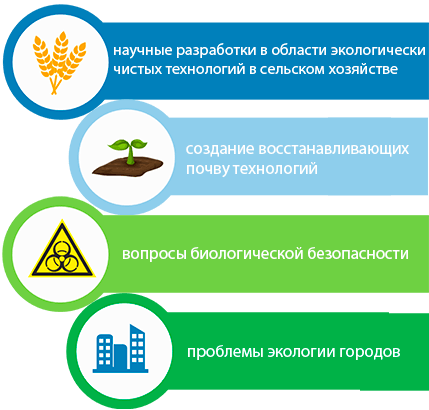 научные разработки в области экологически
чистых технологий в сельском хозяйстве
создание восстанавливающих
почву технологий
вопросы биологической безопасности
проблемы экологии городов